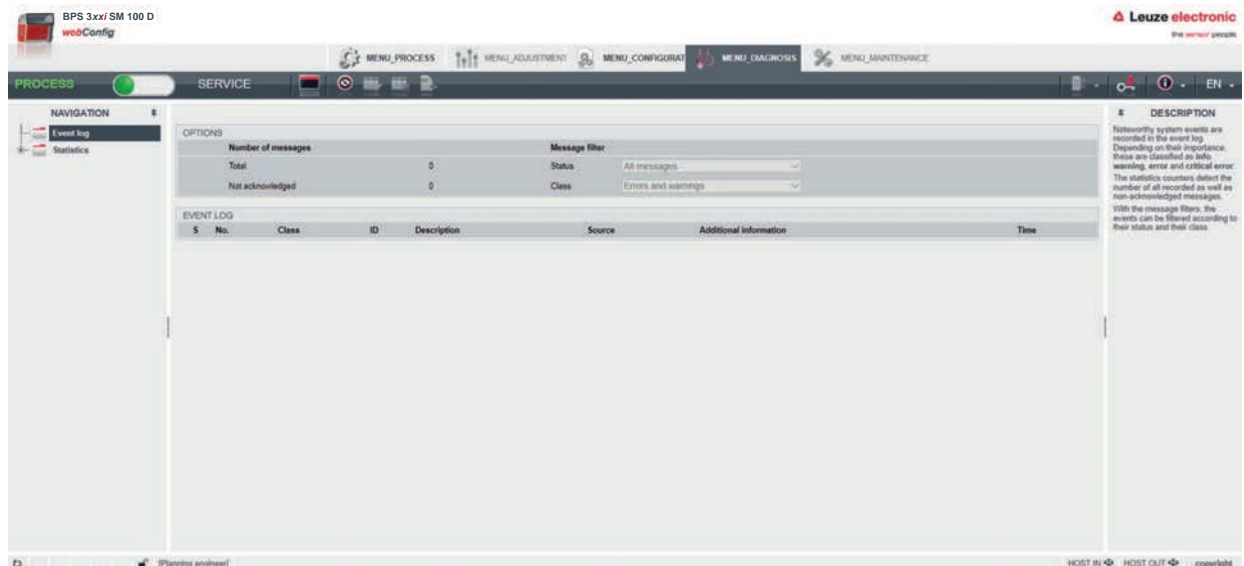 BPS 3xxi SM 100 D
webConfig
Leuze electronic
the sensor people
MENU_PROCESS
MENU_ADJUSTMENT
MENU_CONFIGURAT
MENU_DIAGNOSIS
MENU_MAINTENANCE
PROCESS
SERVICE
EN
NAVIGATION
Event log
Statistics
OPTIONS
Number of messages Message filter
Total 0 Status All messages
Not acknowledged 0 Class Errors and warnings
EVENT LOG
S No. Class ID Description Source Additional information Time
DESCRIPTION
Noteworthy system events are
recorded in the event log.
Depending on their importance,
these are classified as info,
warning, error and critical error.
The statistics counters detect the
number of all recorded as well as
non-acknowledged messages.
With the message filters, the
events can be filtered according to
their status and their class.
[Planning engineer]
HOST IN HOST OUT copyright